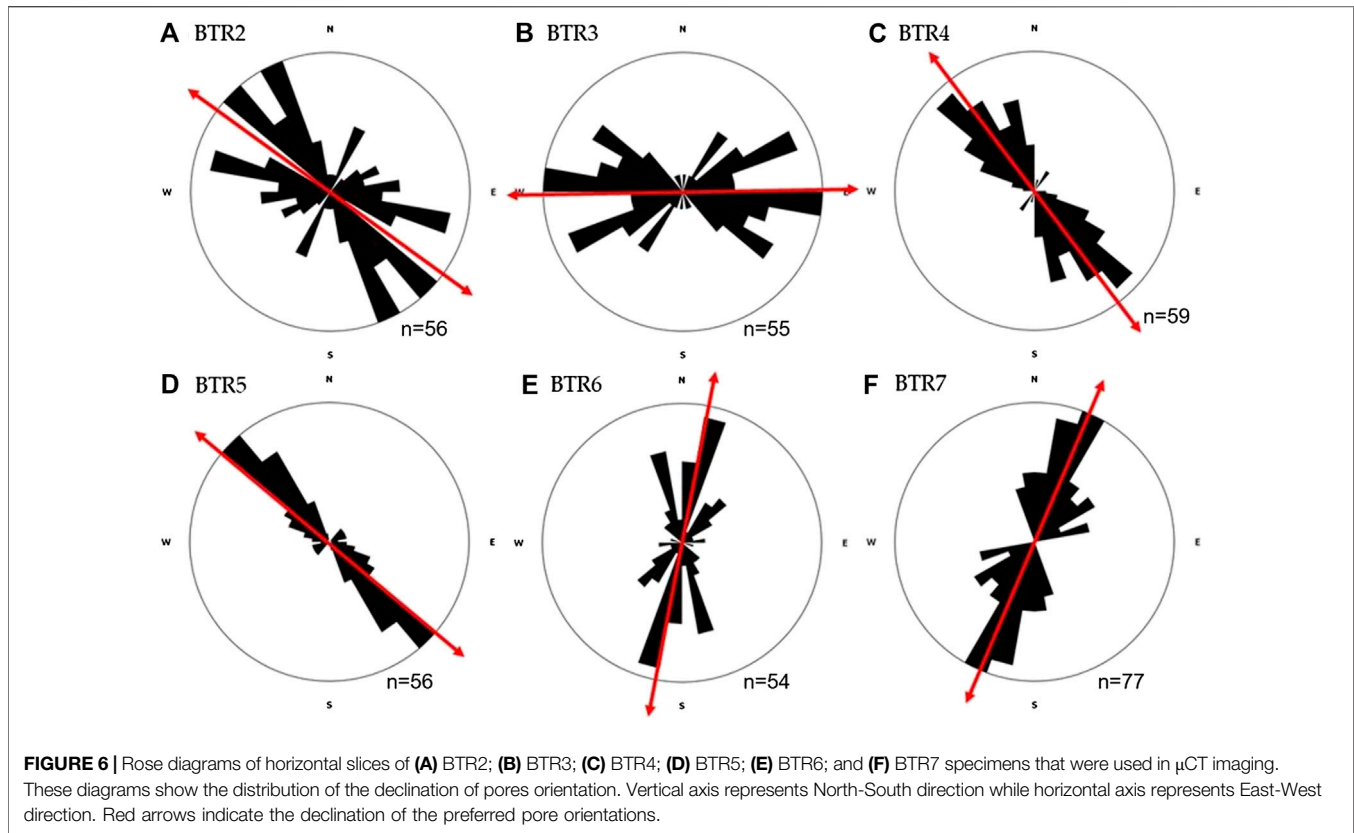 A BTR2
N
W
E
S
n=56
B BTR3
N
W
E
S
n=55
C BTR4
N
W
E
S
n=59
D BTR5
N
W
E
S
n=56
E BTR6
N
W
E
S
n=54
F BTR7
N
W
E
S
n=77
FIGURE 6 | Rose diagrams of horizontal slices of (A) BTR2; (B) BTR3; (C) BTR4; (D) BTR5; (E) BTR6; and (F) BTR7 specimens that were used in µCT imaging.
These diagrams show the distribution of the declination of pores orientation. Vertical axis represents North-South direction while horizontal axis represents East-West
direction. Red arrows indicate the declination of the preferred pore orientations.